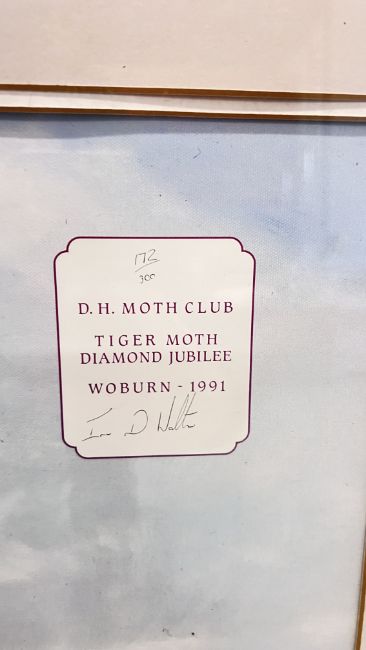 172
300
D.H. MOTH CLUB
TIGER MOTH
DIAMOND JUBILEE
WOBURN - 1991